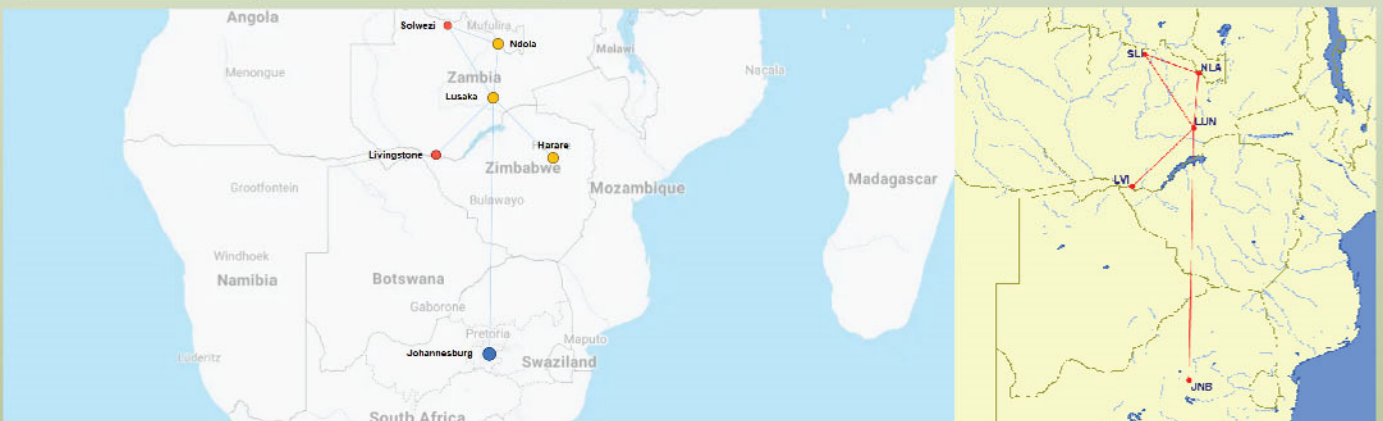 Angola
Solwezi
Mufulira
Ndola
Malawi
Menongue
Zambia
Nacala
Lusaka
Livingstone
Harare
Zimbabwe
Grootfontein
Mozambique
Madagascar
Bulawayo
Windhoek
Namibia
Botswana
Gaborone
Pretoria
Maputo
Johannesburg
Swaziland
Luderitz
South Africa
SLI
NLA
LUN
LVI
JNB